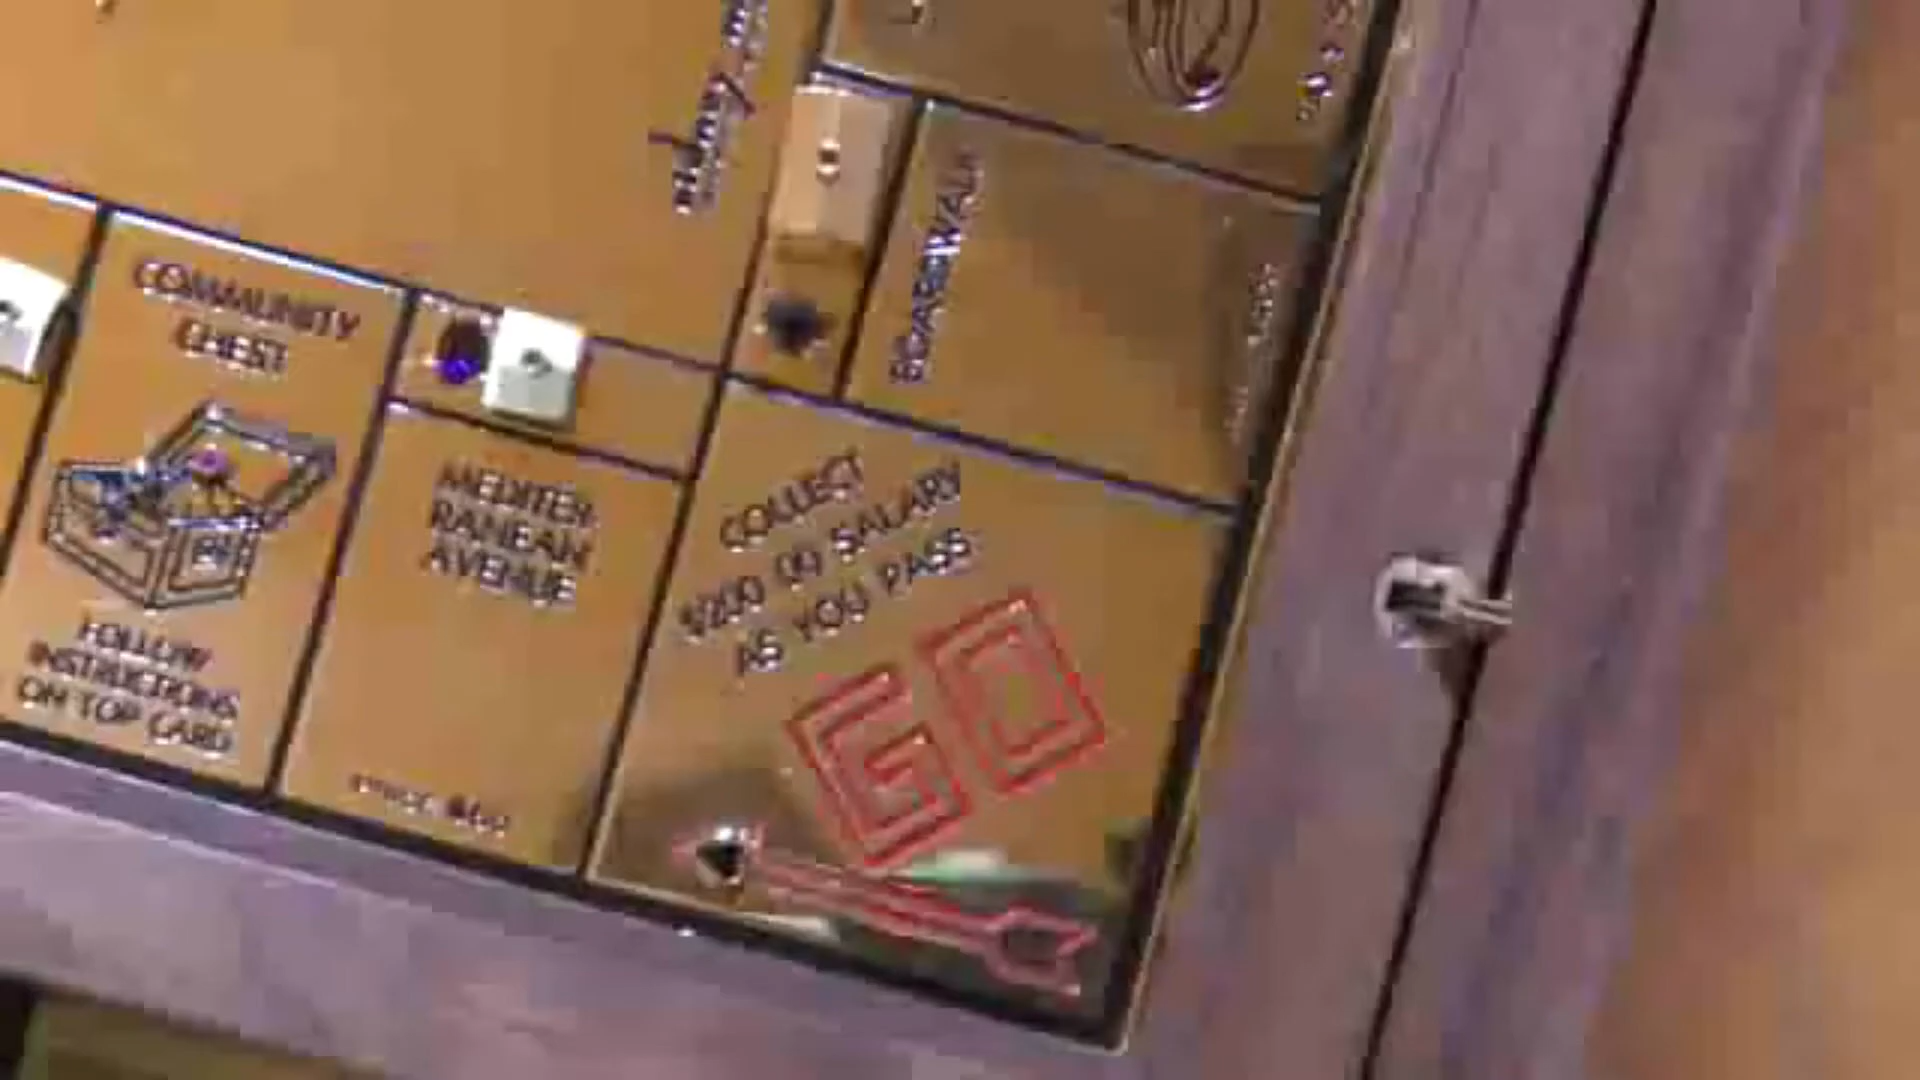 COMMUNITY
CHEST
FOLLOW
INSTRUCTIONS
ON TOP CARD
MEDITER-
RANEAN
AVENUE
BOARDWALK
COLLECT
$200 00 SALARY
AS YOU PASS
GO